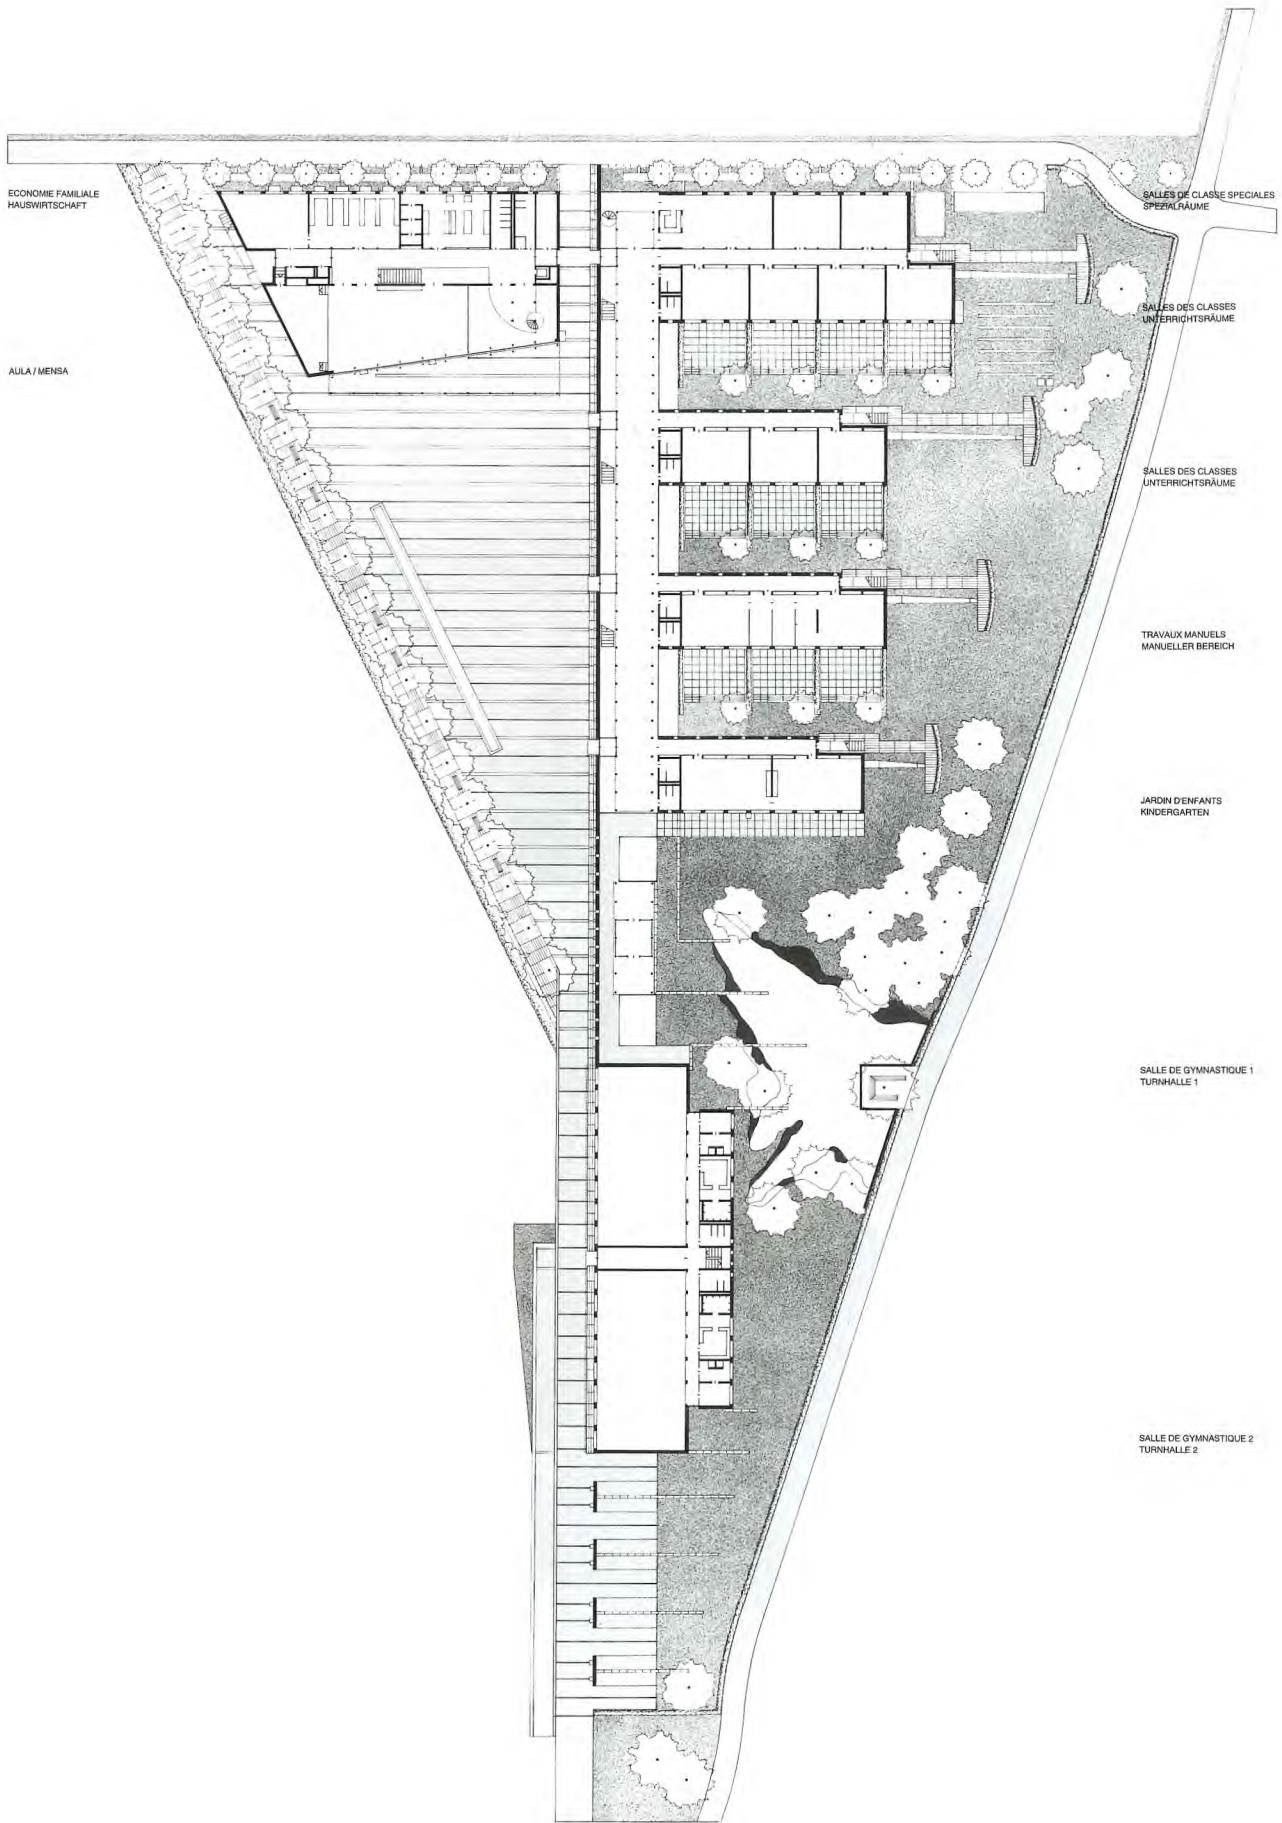 ECONOMIE FAMILIALE
HAUSWIRTSCHAFT
SALLES DE CLASSE SPECIALES
SPEZIALRÄUME
SALLES DES CLASSES
UNTERRICHTSRÄUME
AULA / MENSA
SALLES DES CLASSES
UNTERRICHTSRÄUME
TRAVAUX MANUELS
MANUELLER BEREICH
JARDIN D'ENFANTS
KINDERGARTEN
SALLE DE GYMNASTIQUE 1
TURNHALLE 1
SALLE DE GYMNASTIQUE 2
TURNHALLE 2